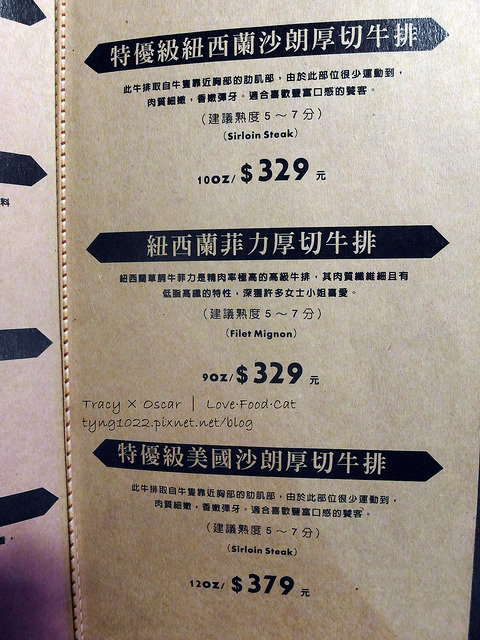 特優級紐西蘭沙朗厚切牛排
此牛排取自牛隻靠近胸部的肋肌部，由於此部位很少運動到，
肉質細嫩，香嫩彈牙。適合喜歡豐富口感的饕客。
（建議熟度５～７分）
（Sirloin Steak）
10OZ/ $329 元
料
紐西蘭菲力厚切牛排
紐西蘭草飼牛菲力是精肉率極高的高級牛排，其肉質纖維細且有
低脂高纖的特性，深獲許多女士小姐喜愛。
（建議熟度５～７分）
（Filet Mignon）
9OZ/ $329 元
Tracy × Oscar | Love·Food·Cat
tyng1022.pixnet.net/blog
特優級美國沙朗厚切牛排
此牛排取自牛隻靠近胸部的肋肌部，由於此部位很少運動到，
肉質細嫩，香嫩彈牙。適合喜歡豐富口感的饕客。
（建議熟度５～７分）
（Sirloin Steak）
12OZ/ $379 元